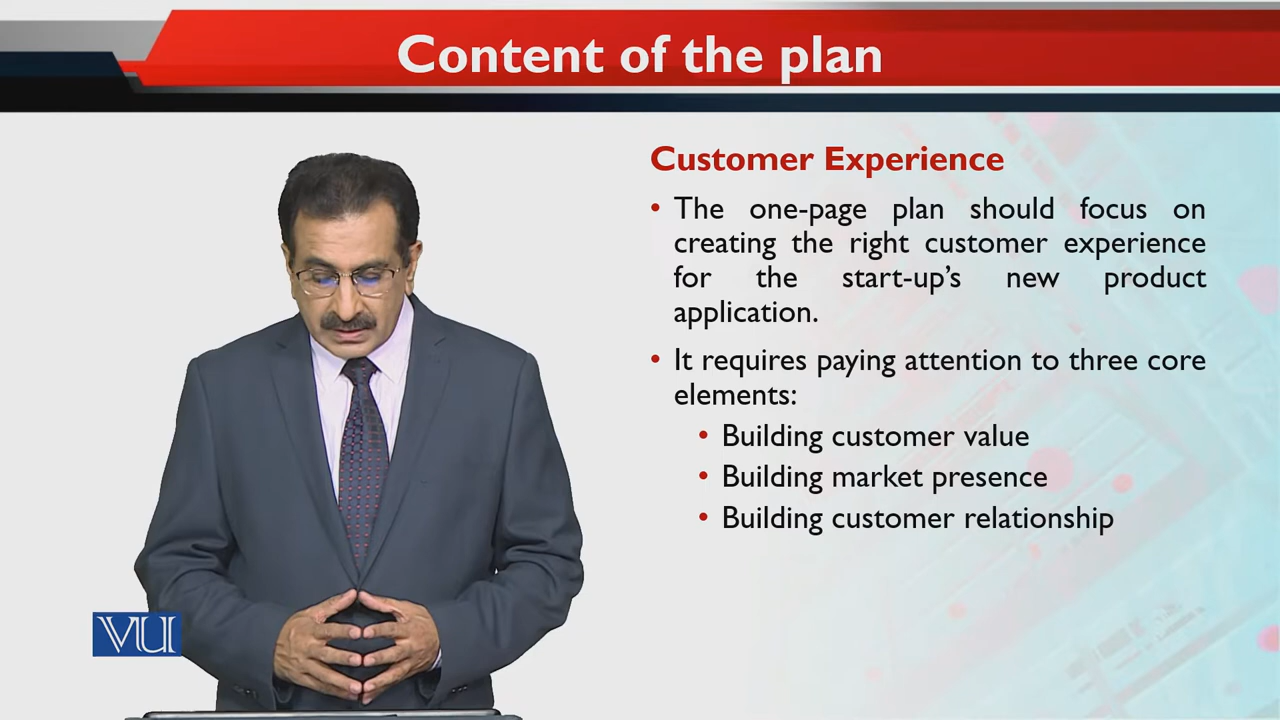 Content of the plan
Customer Experience
• The one-page plan should focus on
creating the right customer experience
for the start-up's new product
application.
• It requires paying attention to three core
elements:
• Building customer value
• Building market presence
• Building customer relationship
VU